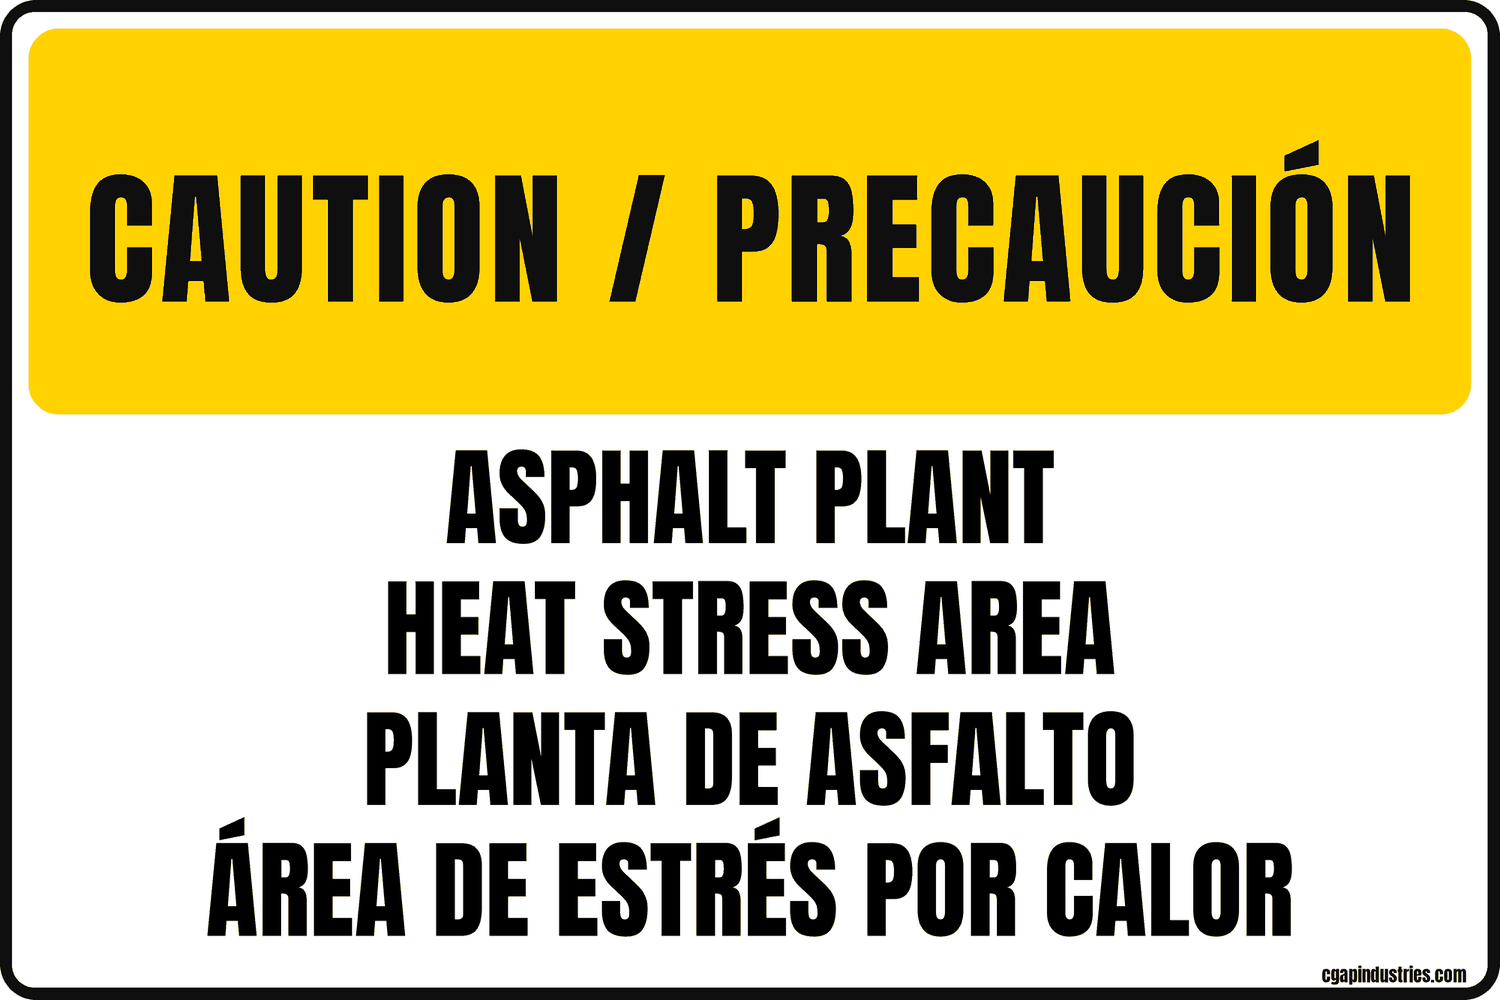 CAUTION / PRECAUCIÓN
ASPHALT PLANT
HEAT STRESS AREA
PLANTA DE ASFALTO
ÁREA DE ESTRÉS POR CALOR
cgapindustries.com